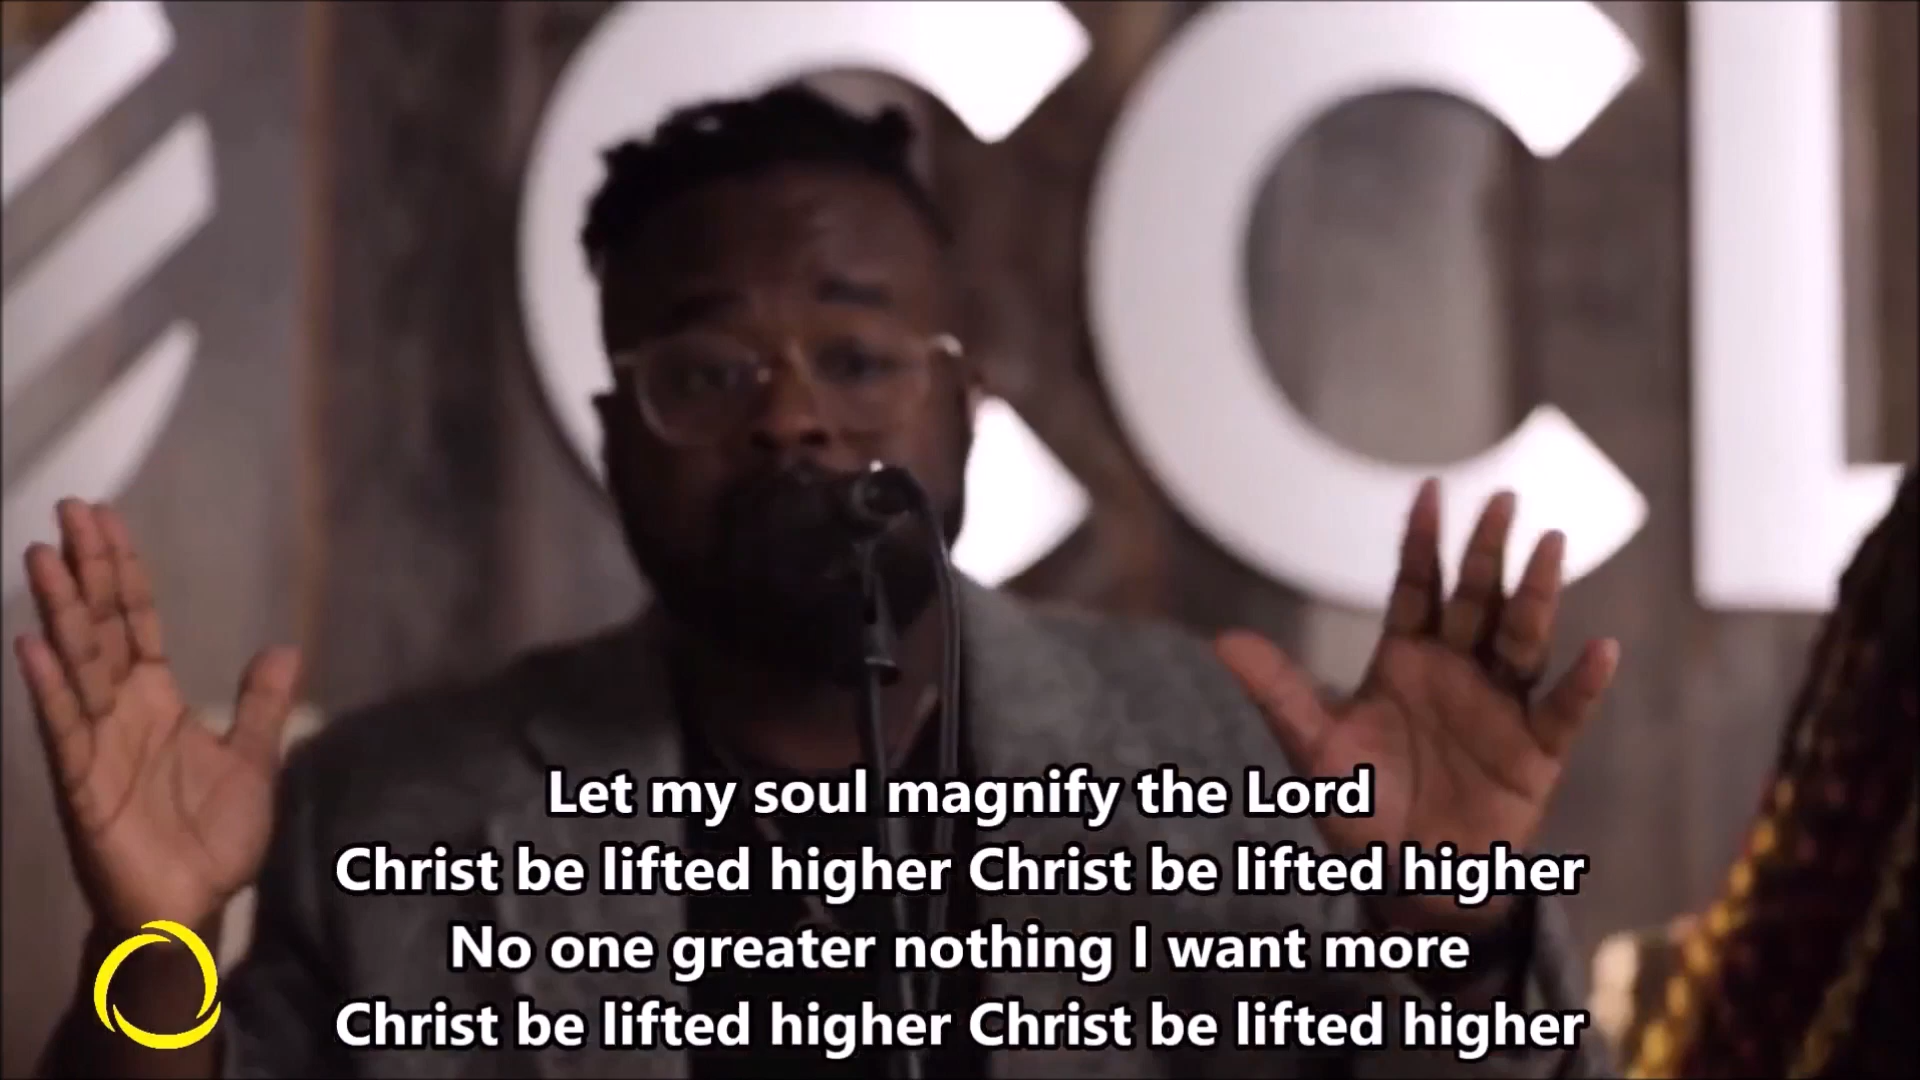 CCL
Let my soul magnify the Lord
Christ be lifted higher Christ be lifted higher
No one greater nothing I want more
Christ be lifted higher Christ be lifted higher